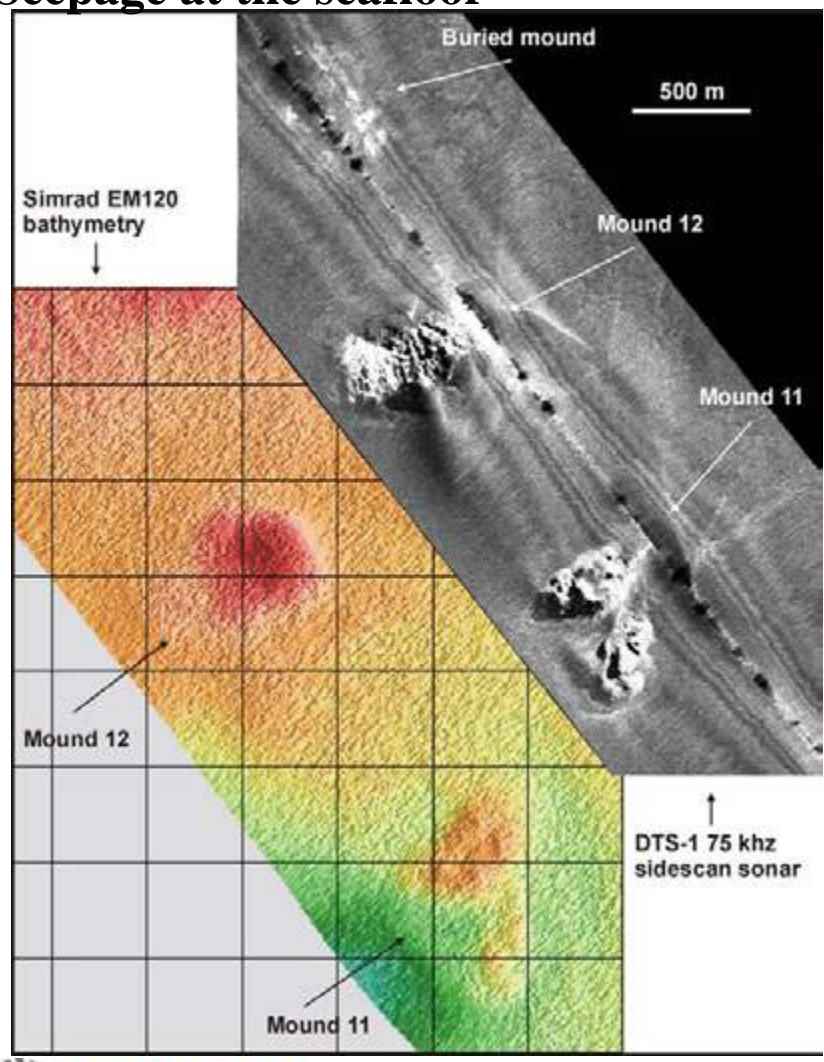 Seepage at the seafloor
Buried mound
500 m
Simrad EM120
bathymetry
Mound 12
Mound 11
Mound 12
DTS-1 75 khz
sidescan sonar
Mound 11